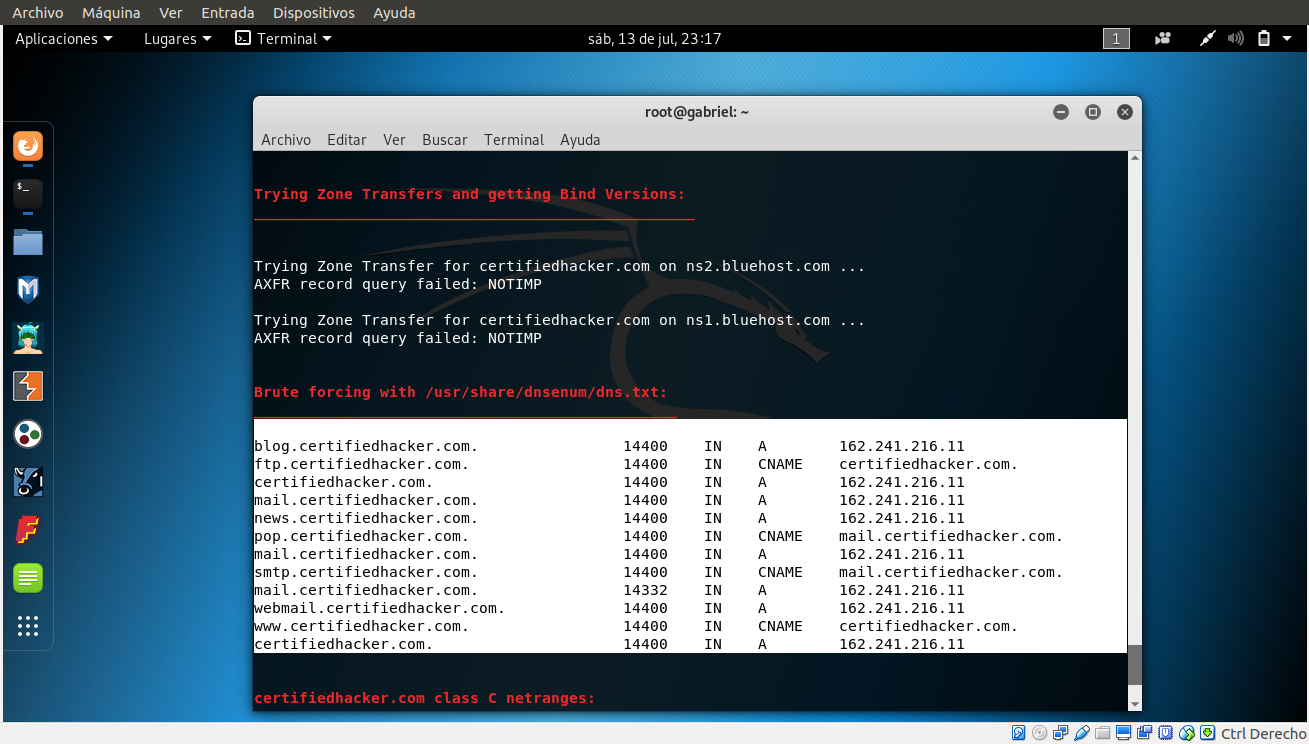 Archivo Máquina Ver Entrada Dispositivos Ayuda
Aplicaciones Lugares Terminal sáb, 13 de jul, 23:17 1
root@gabriel: ~
Archivo Editar Ver Buscar Terminal Ayuda
Trying Zone Transfers and getting Bind Versions:
Trying Zone Transfer for certifiedhacker.com on ns2.bluehost.com ...
AXFR record query failed: NOTIMP
Trying Zone Transfer for certifiedhacker.com on ns1.bluehost.com ...
AXFR record query failed: NOTIMP
Brute forcing with /usr/share/dnsenum/dns.txt:
blog.certifiedhacker.com. 14400 IN A 162.241.216.11
ftp.certifiedhacker.com. 14400 IN CNAME certifiedhacker.com.
certifiedhacker.com. 14400 IN A 162.241.216.11
mail.certifiedhacker.com. 14400 IN A 162.241.216.11
news.certifiedhacker.com. 14400 IN A 162.241.216.11
pop.certifiedhacker.com. 14400 IN CNAME mail.certifiedhacker.com.
mail.certifiedhacker.com. 14400 IN A 162.241.216.11
smtp.certifiedhacker.com. 14400 IN CNAME mail.certifiedhacker.com.
mail.certifiedhacker.com. 14332 IN A 162.241.216.11
webmail.certifiedhacker.com. 14400 IN A 162.241.216.11
www.certifiedhacker.com. 14400 IN CNAME certifiedhacker.com.
certifiedhacker.com. 14400 IN A 162.241.216.11
certifiedhacker.com class C netranges:
Ctrl Derecho